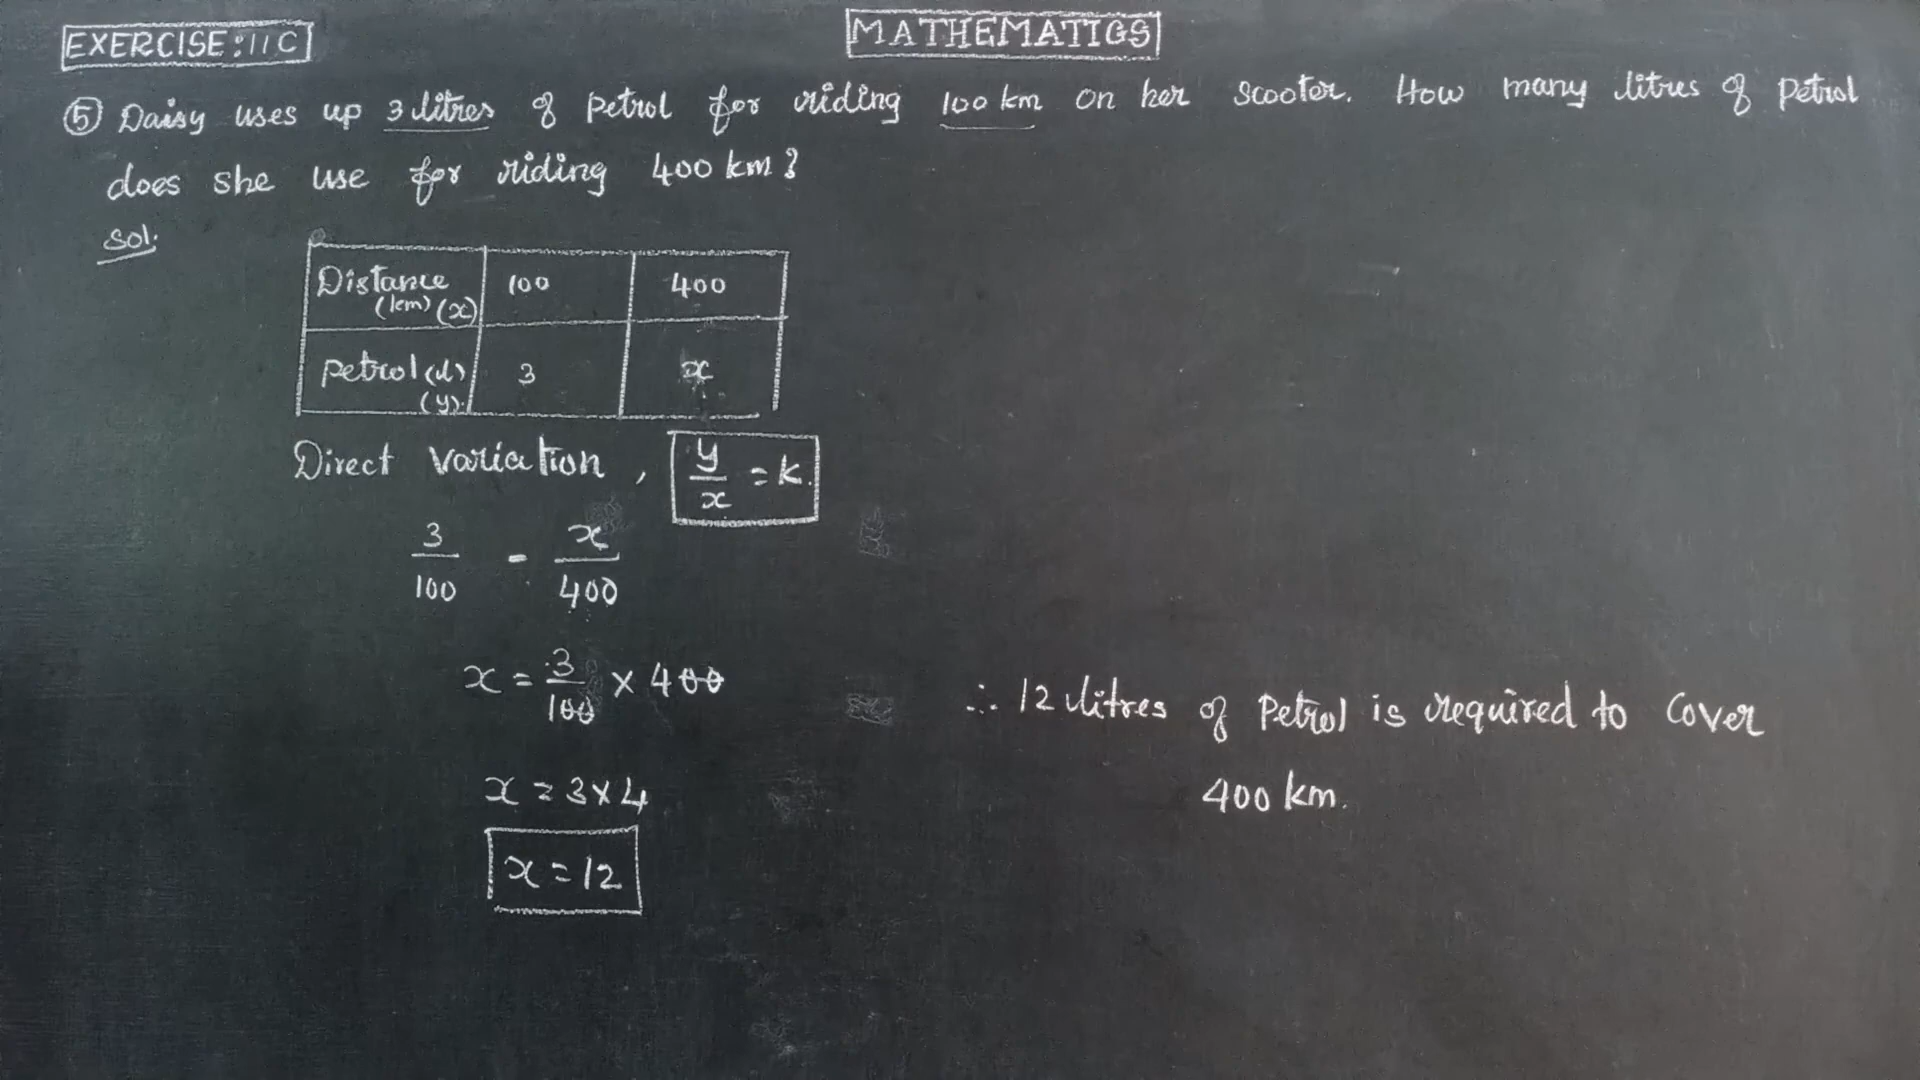 EXERCISE: 11C
MATHEMATICS
⑤ Daisy uses up 3 litres of petrol for riding 100 km on her scooter. How many litres of petrol
does she use for riding 400 km?
Sol:
Distance (km) (x) 100 400
Petrol (l) (y) 3 x
Direct variation, y/x = k.
3/100 = x/400
x = 3/100 × 400
x = 3×4
x = 12
∴ 12 litres of Petrol is required to cover
400 km.